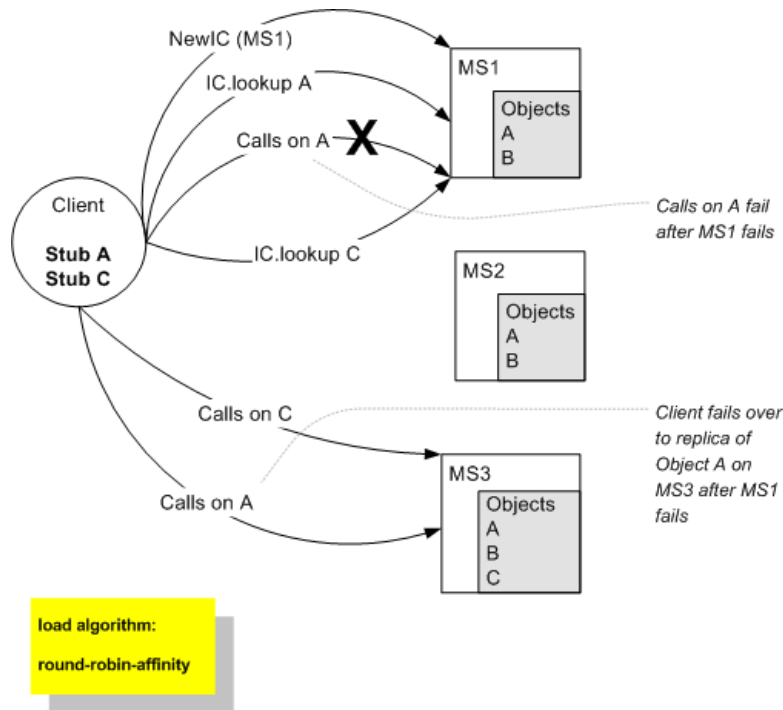 NewIC (MS1)
IC.lookup A
Calls on A
X
IC.lookup C
Client
Stub A
Stub C
MS1
Objects
A
B
Calls on A fail
after MS1 fails
MS2
Objects
A
B
Calls on C
Calls on A
Client fails over
to replica of
Object A on
MS3 after MS1
fails
MS3
Objects
A
B
C
load algorithm:
round-robin-affinity